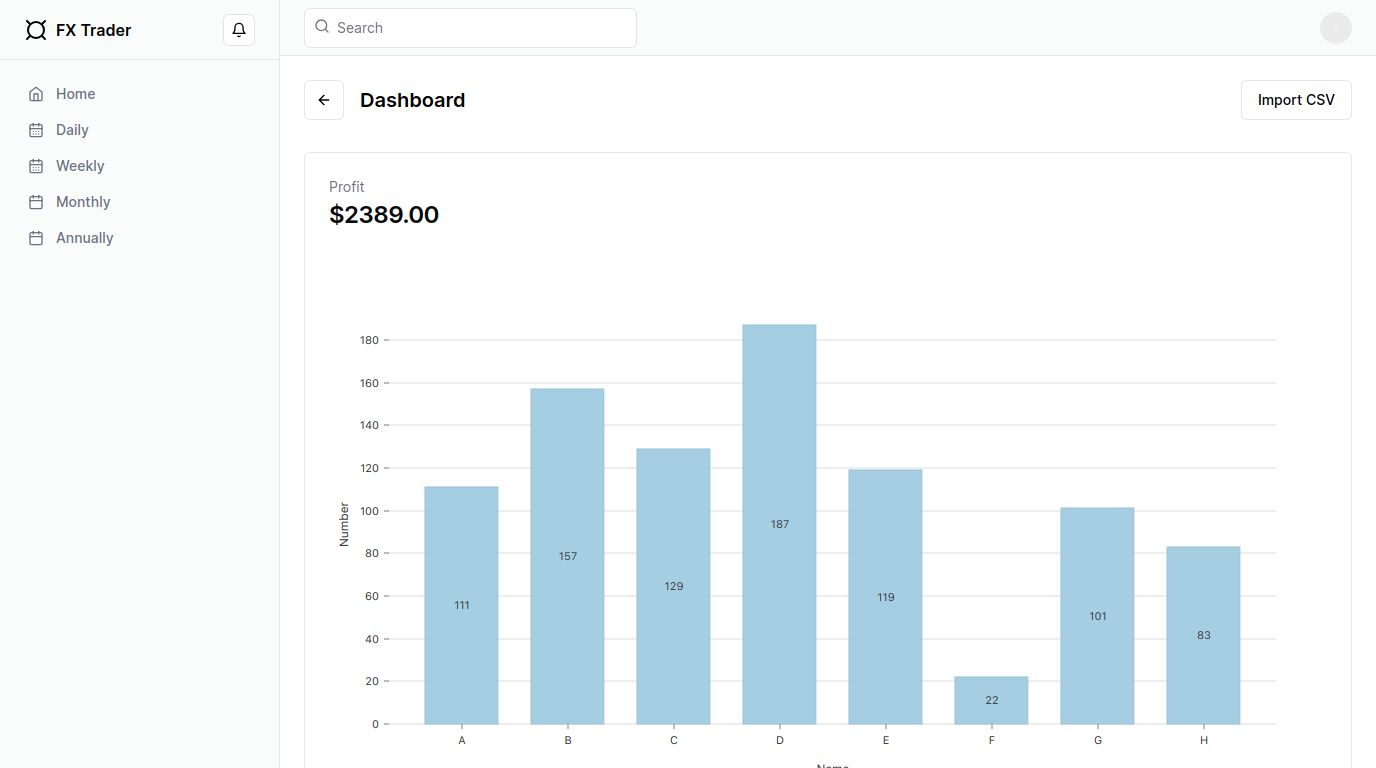 FX Trader
Search
Home
Daily
Weekly
Monthly
Annually
Dashboard
Import CSV
Profit
$2389.00
180
160
140
120
100
80
60
40
20
0
Number
111
157
129
187
119
22
101
83
A B C D E F G H
Name